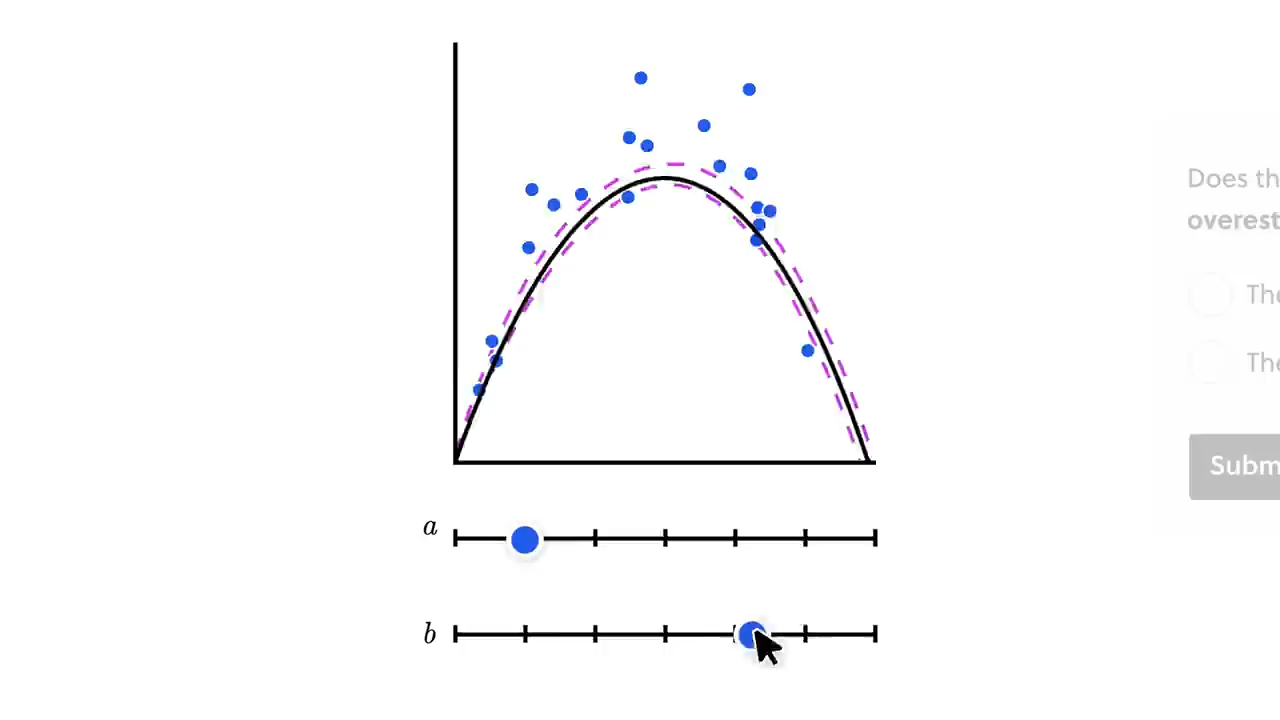 Does th
overest
The
The
Subm
a
b